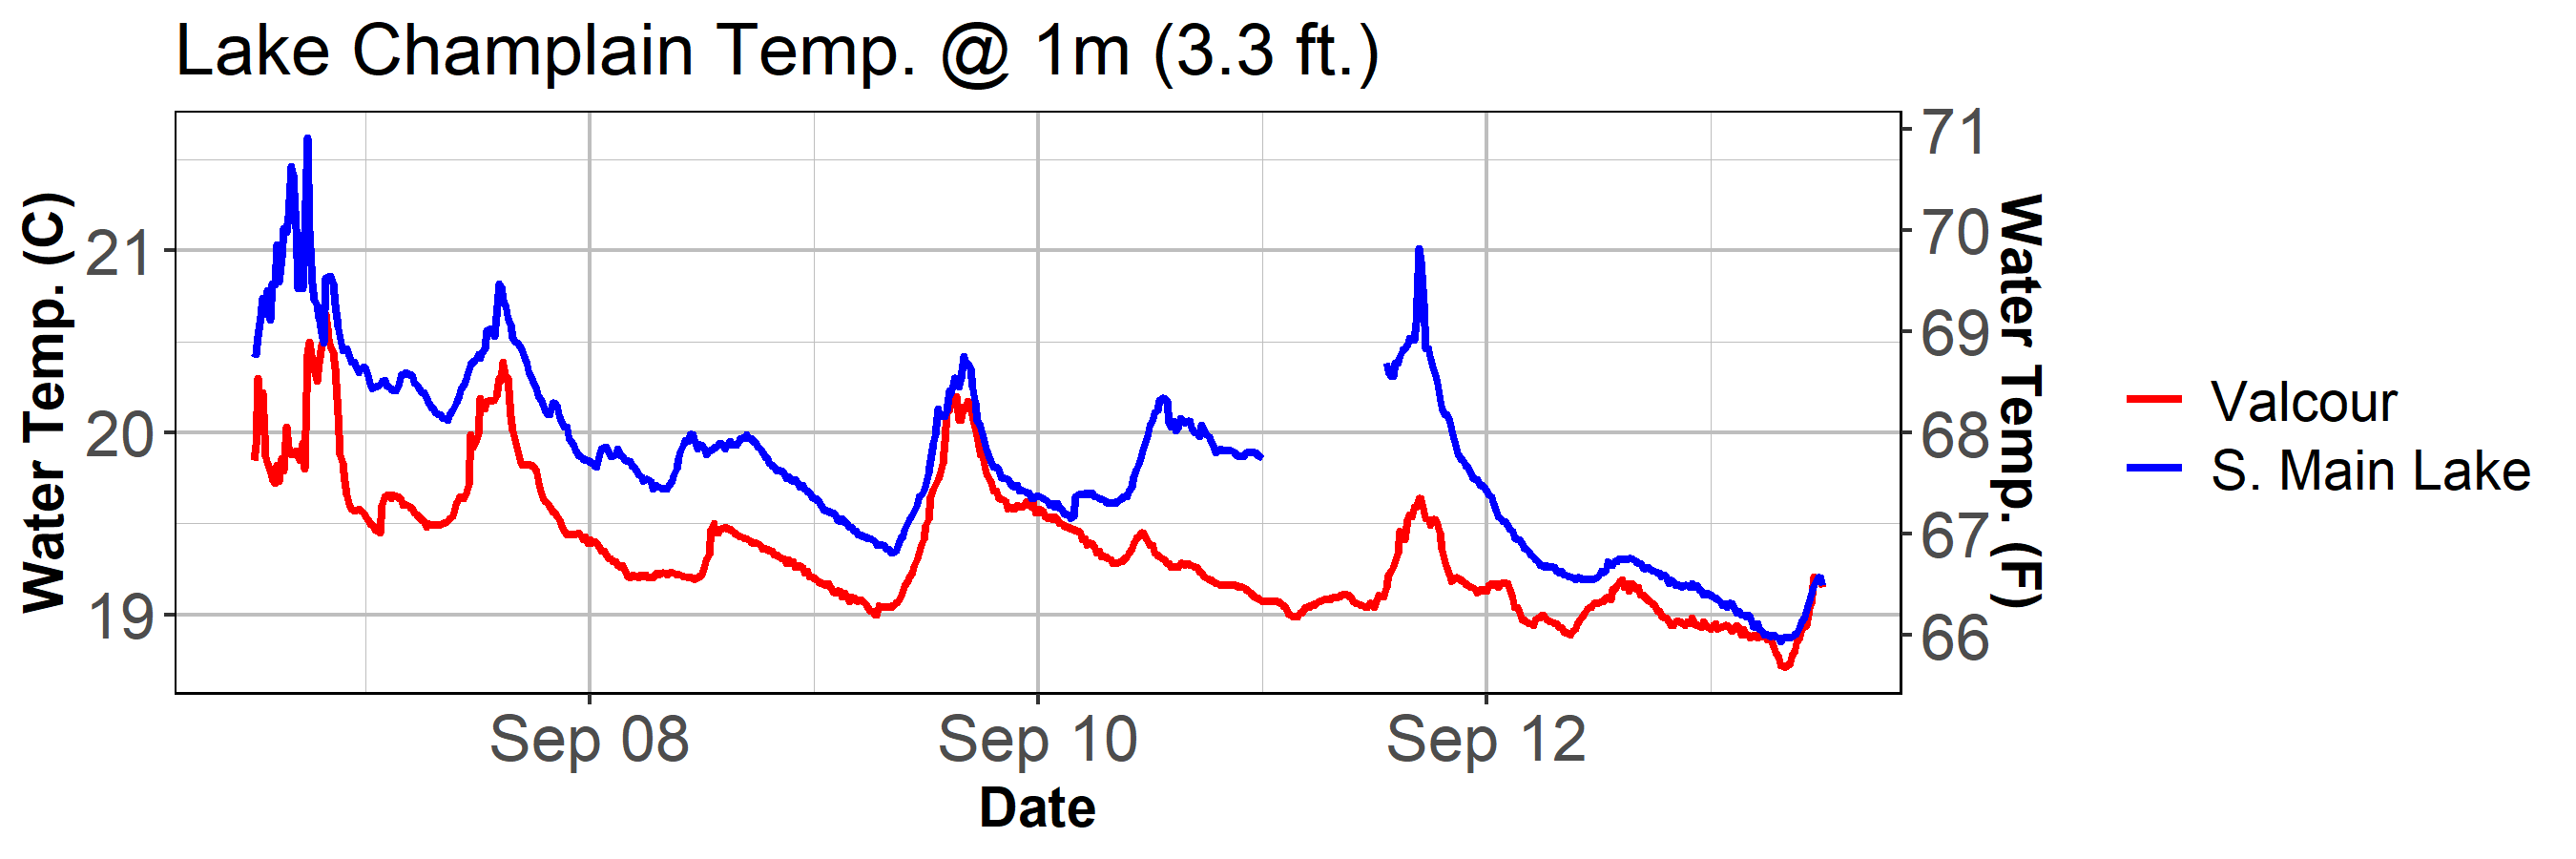 Lake Champlain Temp. @ 1m (3.3 ft.)
Water Temp. (C)
21
20
19
71
70
69
68
67
66
Water Temp. (F)
Sep 08
Sep 10
Sep 12
Date
Valcour
S. Main Lake